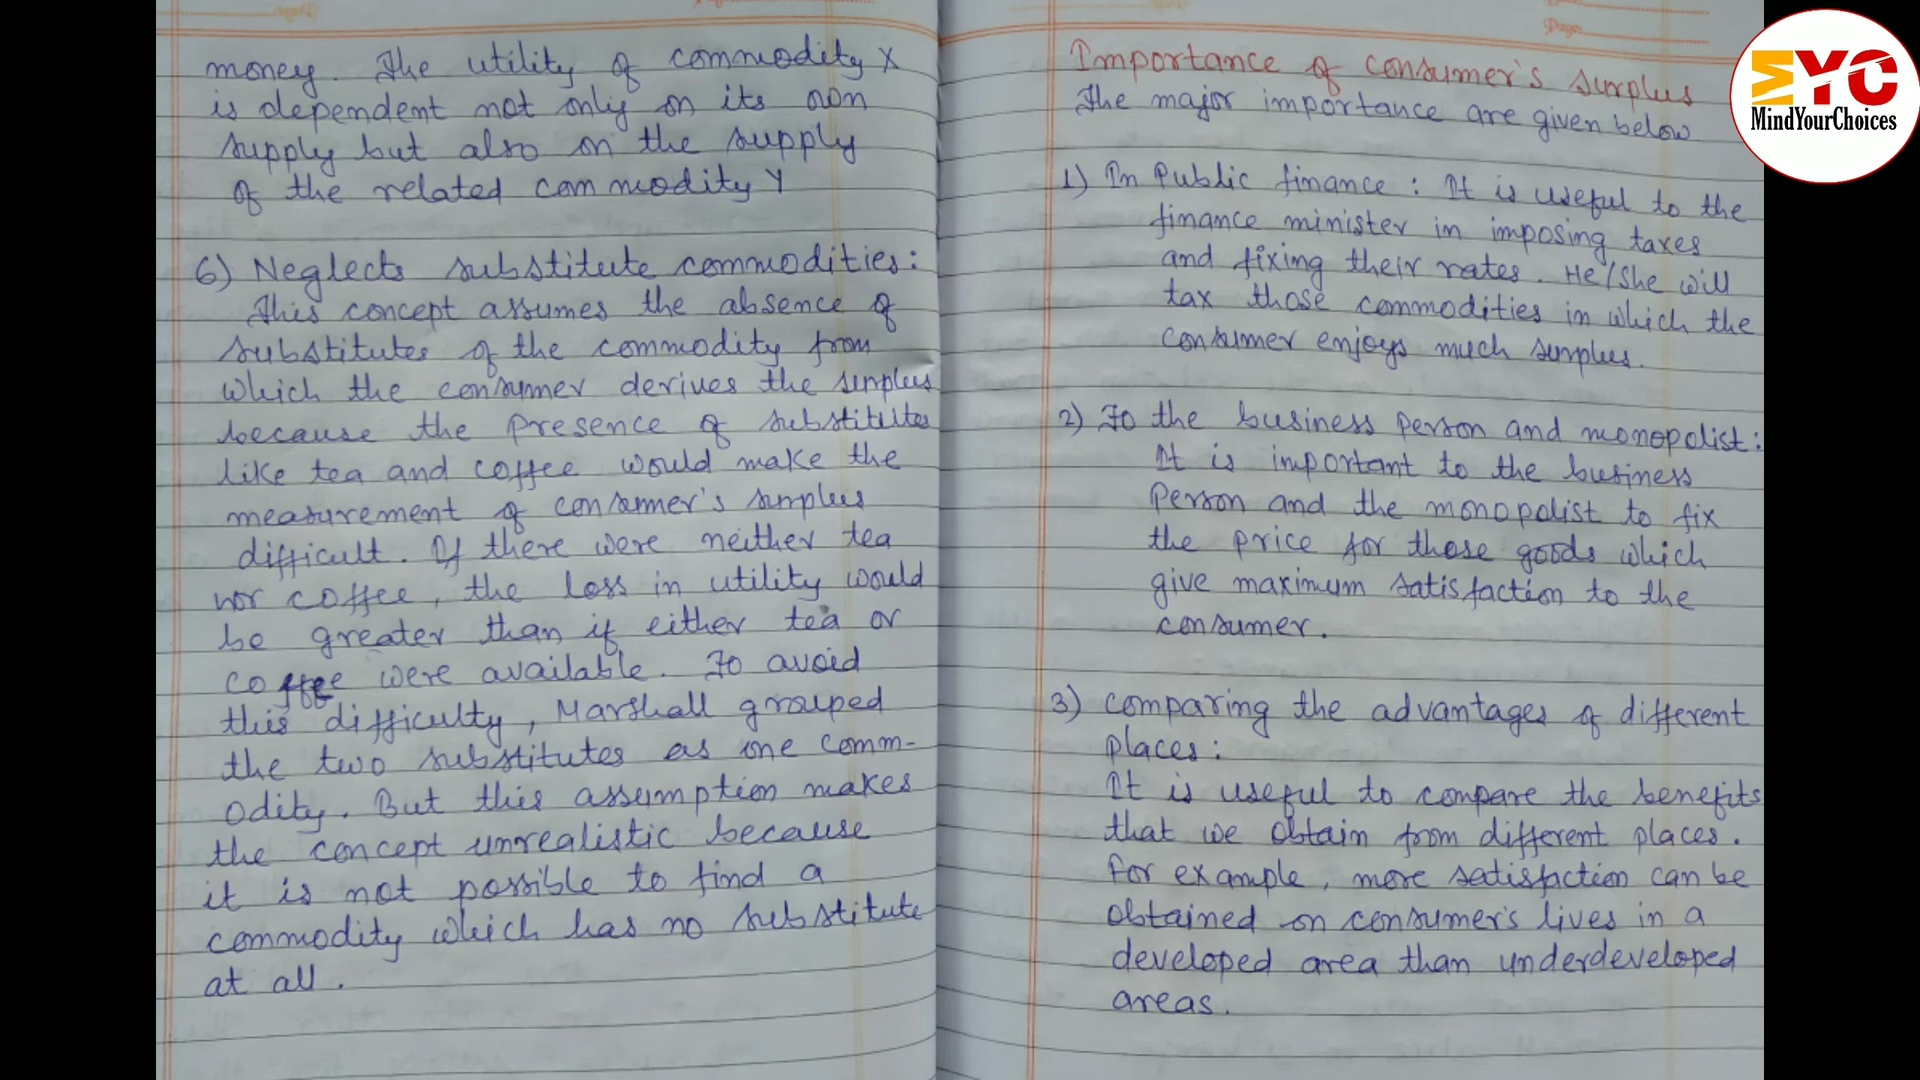 money. The utility of commodity X
is dependent not only on its own
supply but also on the supply
of the related commodity Y
6) Neglects substitute commodities:
This concept assumes the absence of
substitutes of the commodity from
which the consumer derives the surplus
because the presence of substitutes
like tea and coffee would make the
measurement of consumer's surplus
difficult. If there were neither tea
nor coffee, the loss in utility would
be greater than if either tea or
coffee were available. To avoid
this difficulty, Marshall grouped
the two substitutes as one comm-
odity. But this assumption makes
the concept unrealistic because
it is not possible to find a
commodity which has no substitute
at all.
Importance of consumer's surplus
The major importance are given below
1) In Public finance: It is useful to the
finance minister in imposing taxes
and fixing their rates. He/She will
tax those commodities in which the
consumer enjoys much surplus.
2) To the business person and monopolist:
It is important to the business
person and the monopolist to fix
the price for those goods which
give maximum satisfaction to the
consumer.
3) comparing the advantages of different
places:
It is useful to compare the benefits
that we obtain from different places.
For example, more satisfaction can be
obtained on consumer's lives in a
developed area than underdeveloped
areas.
Page
MYC
MindYourChoices